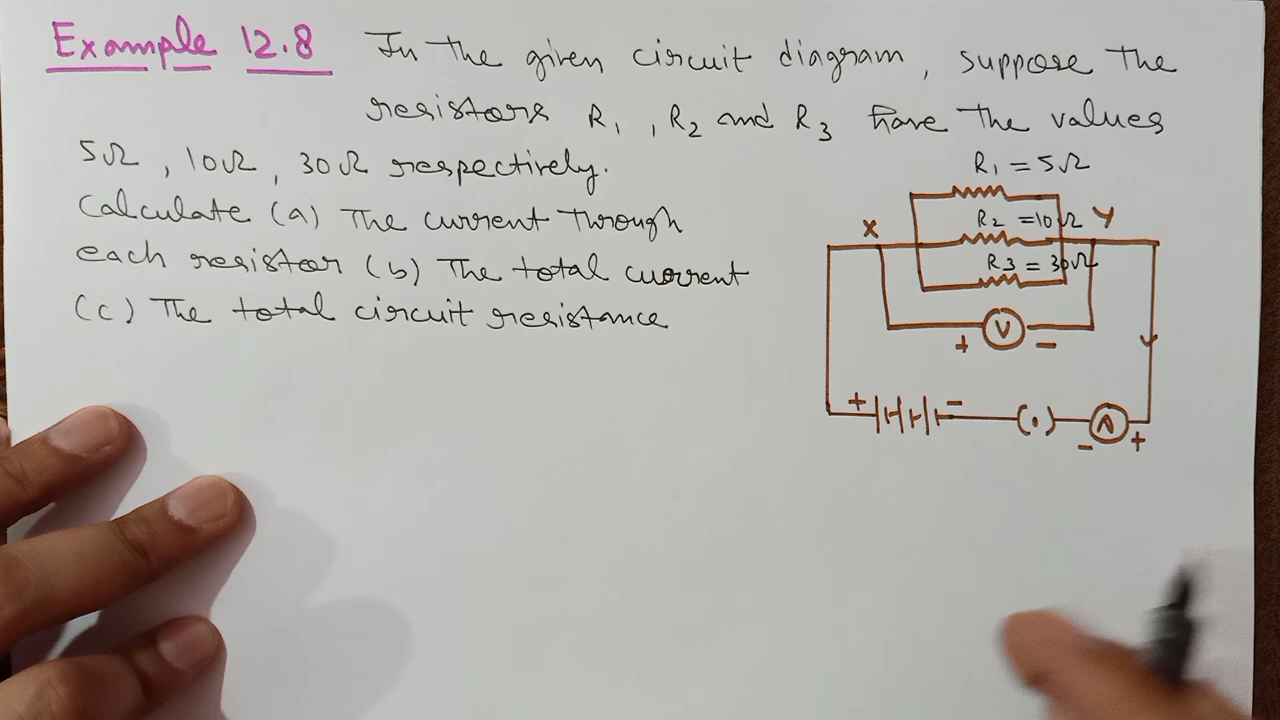 Example 12.8 In the given circuit diagram, suppose the
resistors R1, R2 and R3 have the values
5Ω, 10Ω, 30Ω respectively.
Calculate (a) The current through
each resistor (b) The total current
(c) The total circuit resistance
R1 = 5Ω
X R2 = 10Ω Y
R3 = 30Ω
V
+ -
+ -
(.) A
- +